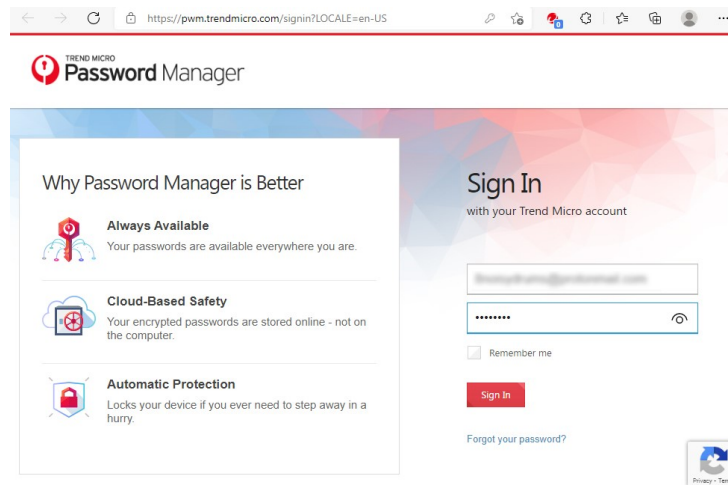 https://pwm.trendmicro.com/signin?LOCALE=en-US
0
TREND MICRO
Password Manager
Why Password Manager is Better
Always Available
Your passwords are available everywhere you are.
Cloud-Based Safety
Your encrypted passwords are stored online - not on
the computer.
Automatic Protection
Locks your device if you ever need to step away in a
hurry.
Sign In
with your Trend Micro account
••••••••
Remember me
Sign In
Forgot your password?
Privacy -